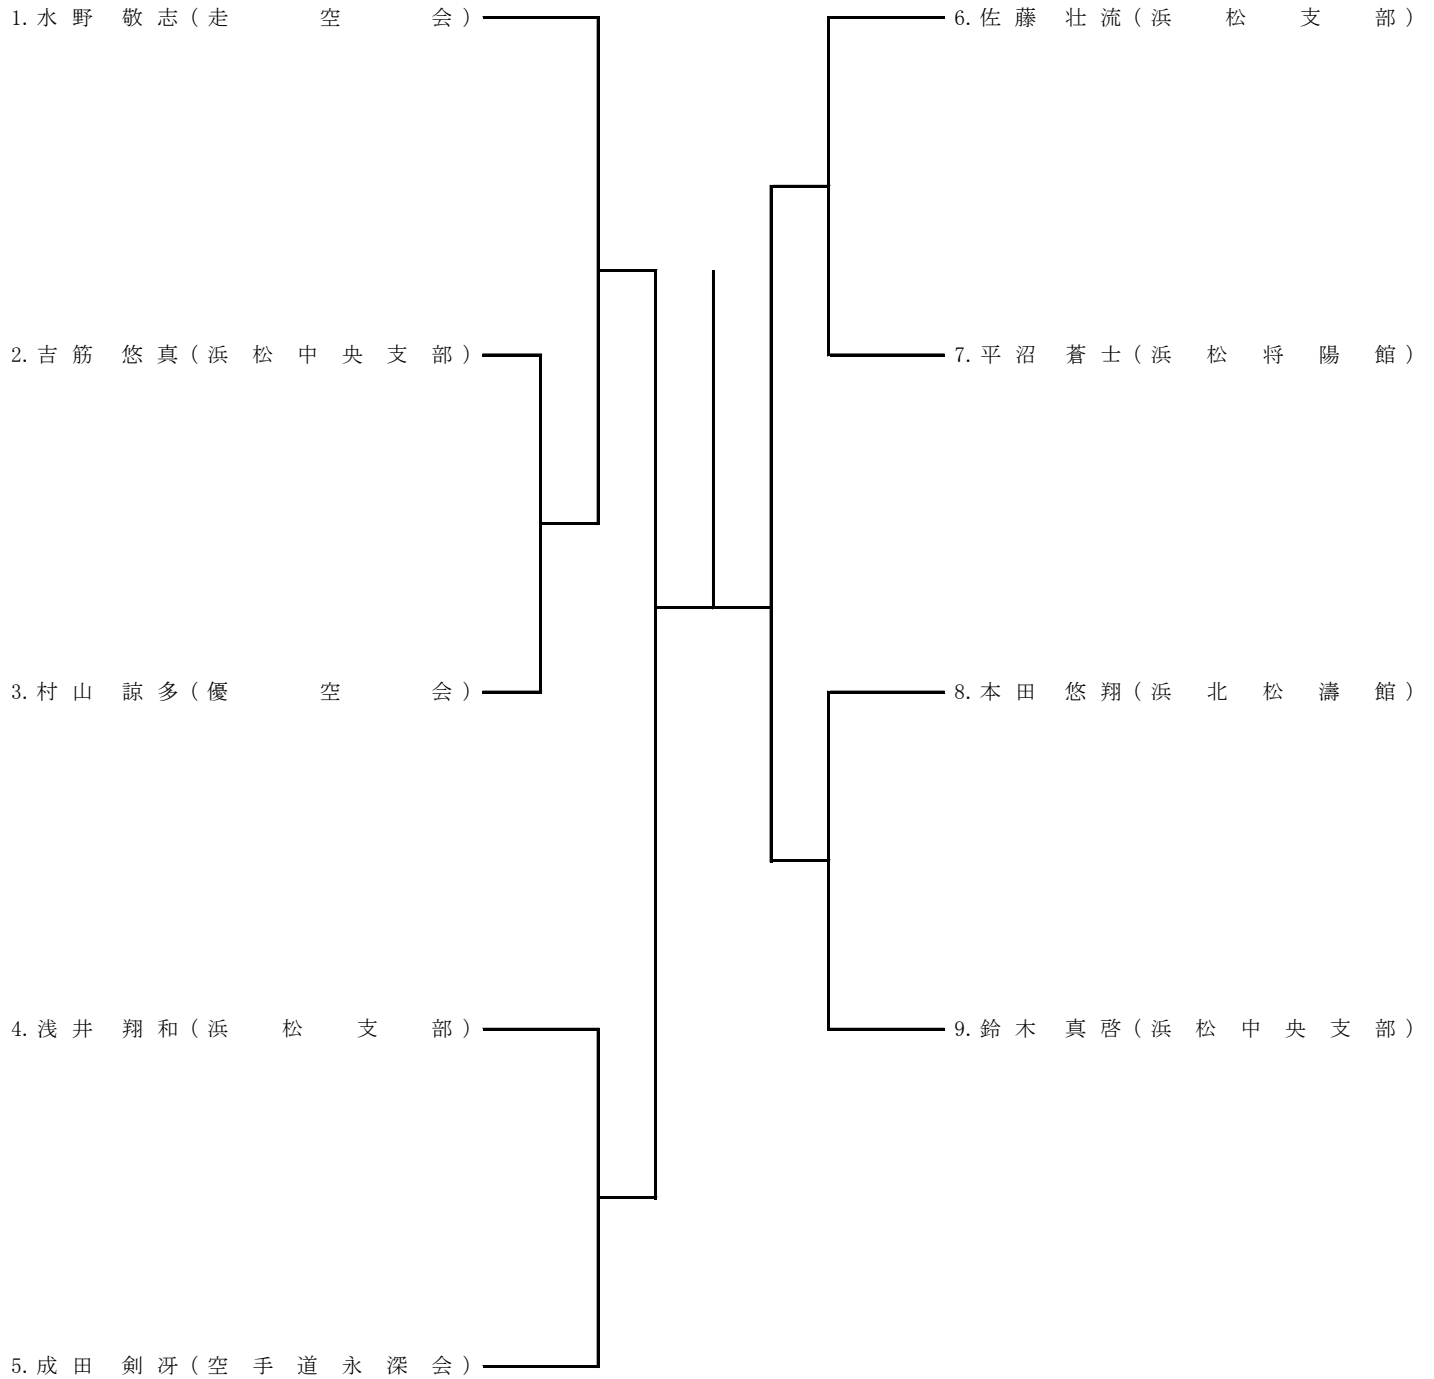 1. 水野 敬志 (走空会)
2. 吉筋 悠真 (浜松中央支部)
3. 村山 諒多 (優空会)
4. 浅井 翔和 (浜松支部)
5. 成田 剣冴 (空手道永深会)
6. 佐藤 壮流 (浜松支部)
7. 平沼 蒼士 (浜松将陽館)
8. 本田 悠翔 (浜北松濤館)
9. 鈴木 真啓 (浜松中央支部)